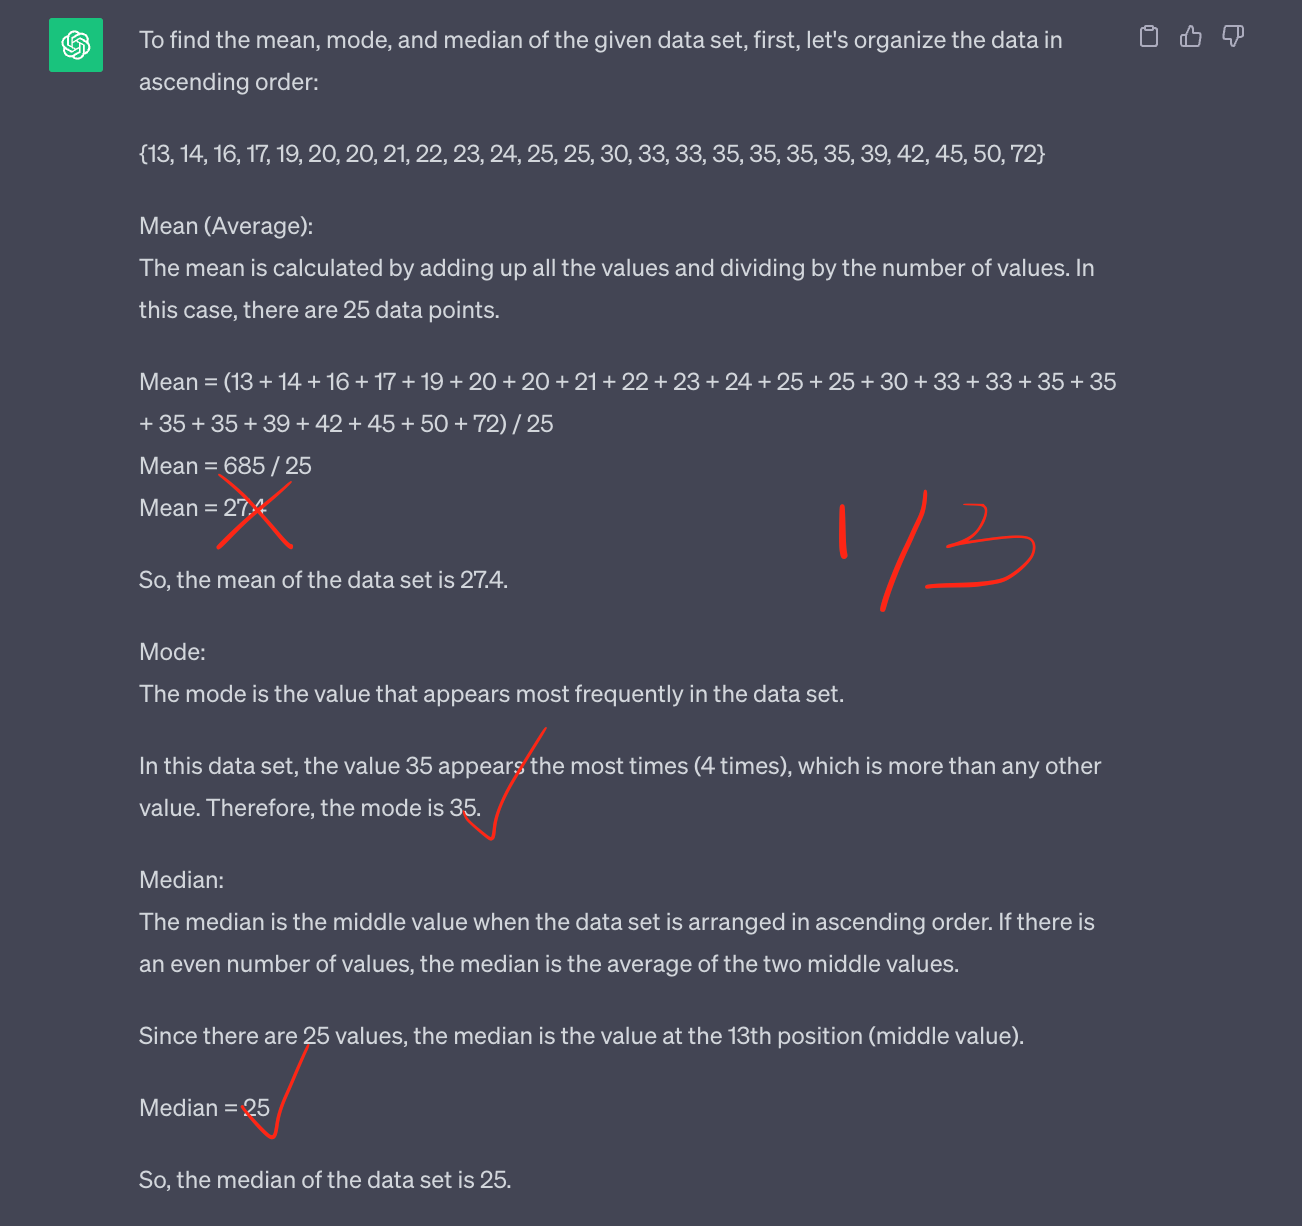 To find the mean, mode, and median of the given data set, first, let's organize the data in
ascending order:
{13, 14, 16, 17, 19, 20, 20, 21, 22, 23, 24, 25, 25, 30, 33, 33, 35, 35, 35, 35, 39, 42, 45, 50, 72}
Mean (Average):
The mean is calculated by adding up all the values and dividing by the number of values. In
this case, there are 25 data points.
Mean = (13 + 14 + 16 + 17 + 19 + 20 + 20 + 21 + 22 + 23 + 24 + 25 + 25 + 30 + 33 + 33 + 35 + 35
+ 35 + 35 + 39 + 42 + 45 + 50 + 72) / 25
Mean = 685 / 25
Mean = 27.4
1/3
So, the mean of the data set is 27.4.
Mode:
The mode is the value that appears most frequently in the data set.
In this data set, the value 35 appears the most times (4 times), which is more than any other
value. Therefore, the mode is 35.
Median:
The median is the middle value when the data set is arranged in ascending order. If there is
an even number of values, the median is the average of the two middle values.
Since there are 25 values, the median is the value at the 13th position (middle value).
Median = 25
So, the median of the data set is 25.